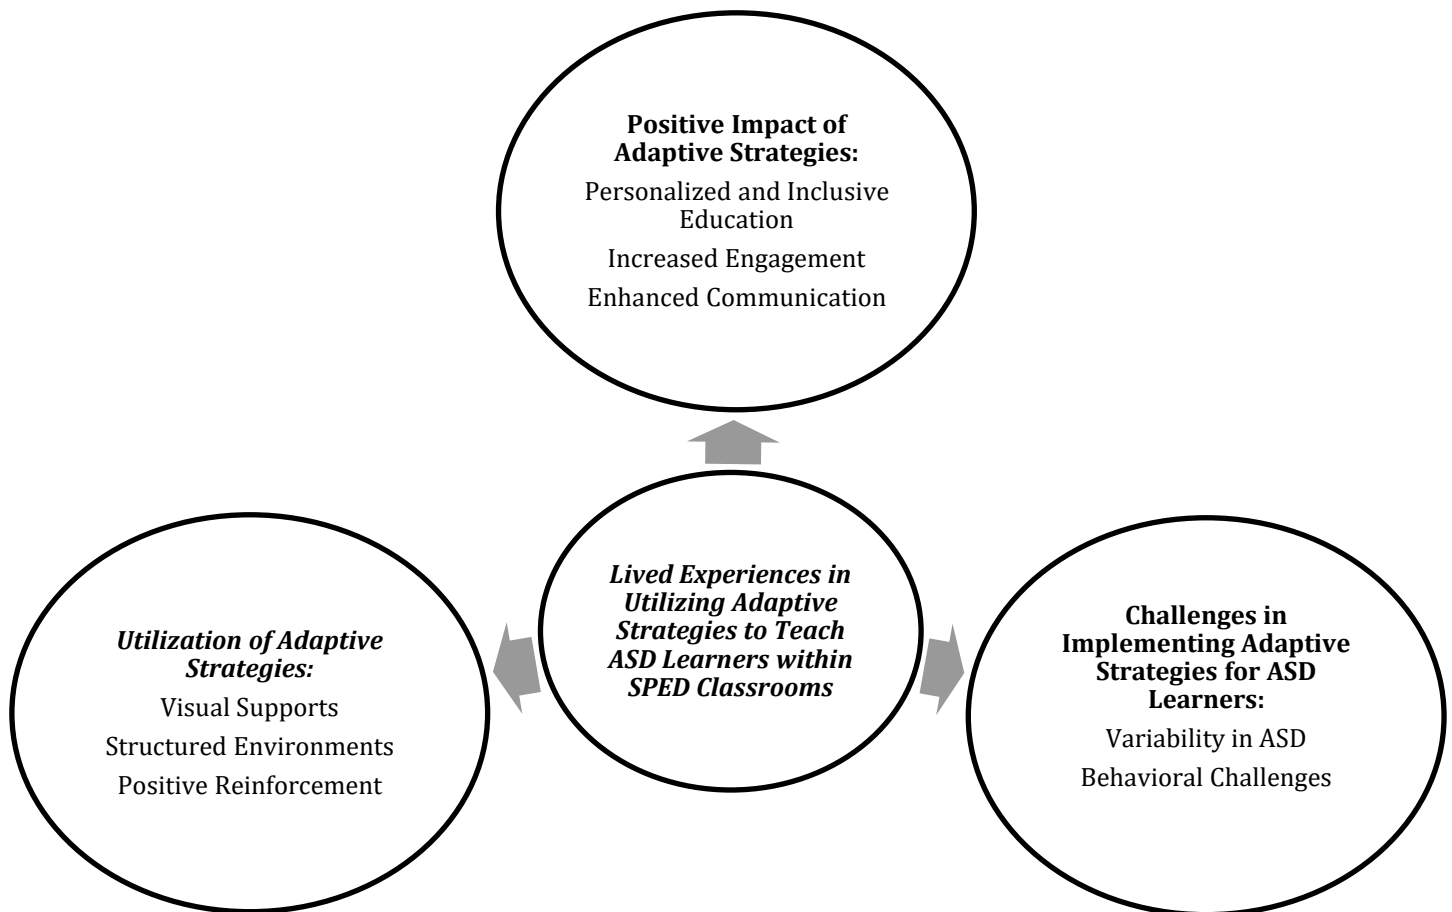 Positive Impact of
Adaptive Strategies:
Personalized and Inclusive
Education
Increased Engagement
Enhanced Communication
Lived Experiences in
Utilizing Adaptive
Strategies to Teach
ASD Learners within
SPED Classrooms
Utilization of Adaptive
Strategies:
Visual Supports
Structured Environments
Positive Reinforcement
Challenges in
Implementing Adaptive
Strategies for ASD
Learners:
Variability in ASD
Behavioral Challenges